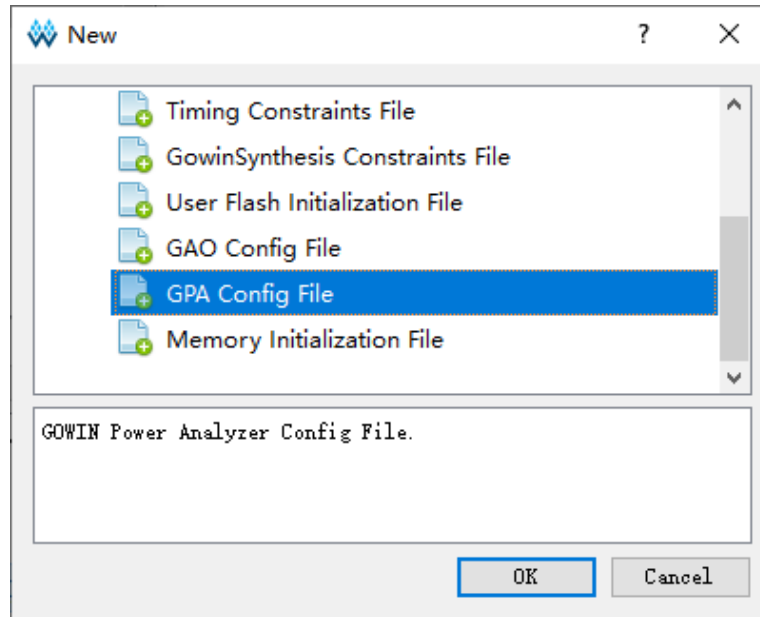 New
Timing Constraints File
GowinSynthesis Constraints File
User Flash Initialization File
GAO Config File
GPA Config File
Memory Initialization File
GOWIN Power Analyzer Config File.
OK Cancel